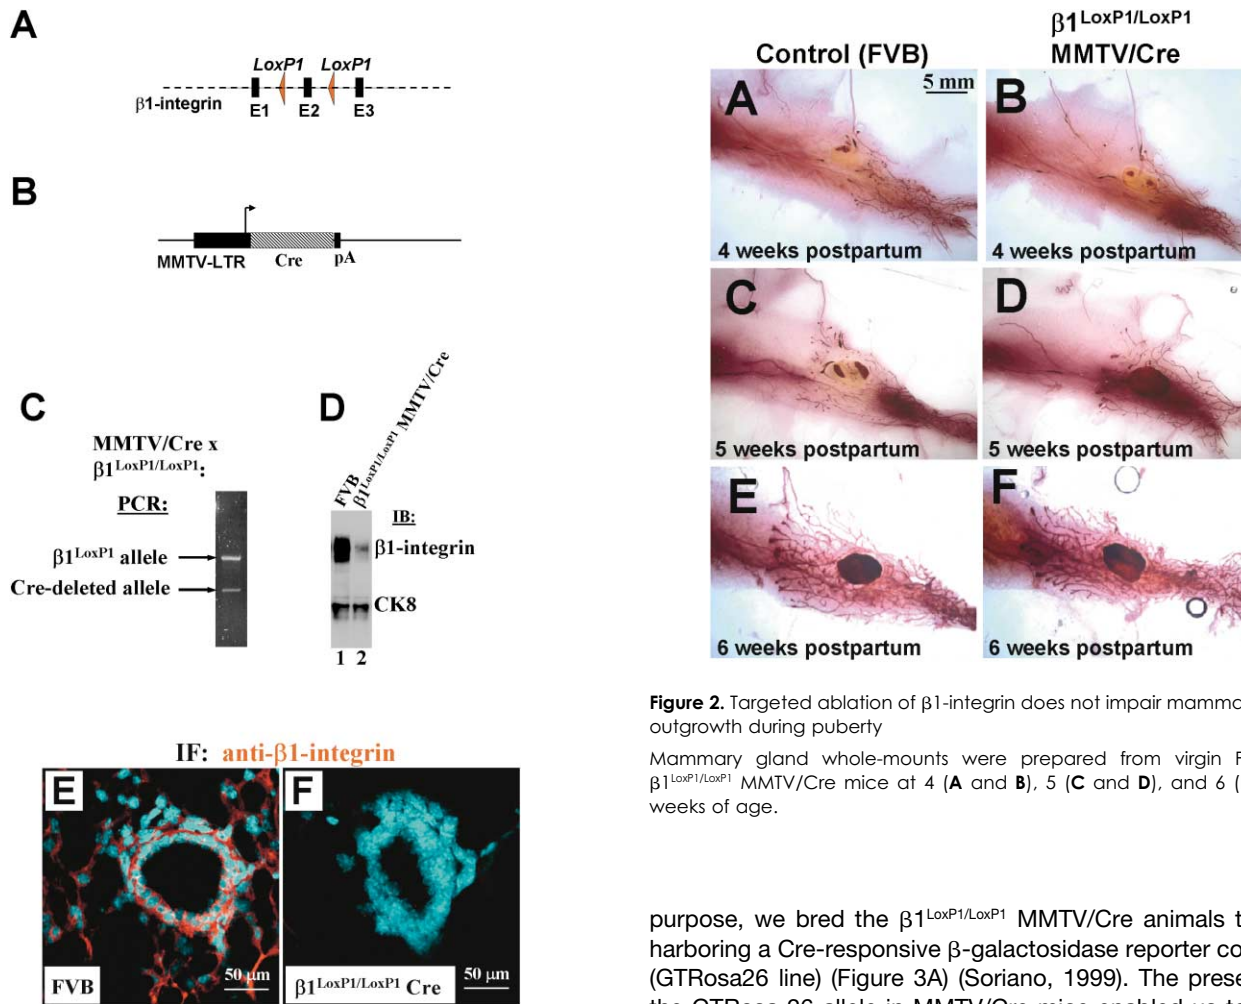 A
LoxP1 LoxP1
β1-integrin
E1 E2 E3
B
MMTV-LTR Cre pA
C
MMTV/Cre x
β1LoxP1/LoxP1:
PCR:
β1LoxP1 allele
Cre-deleted allele
D
FVB
β1LoxP1/LoxP1 MMTV/Cre
IB:
β1-integrin
CK8
1 2
IF: anti-β1-integrin
E
FVB
50 μm
F
β1LoxP1/LoxP1 Cre
50 μm
Control (FVB)
β1LoxP1/LoxP1
MMTV/Cre
A
5 mm
4 weeks postpartum
B
4 weeks postpartum
C
5 weeks postpartum
D
5 weeks postpartum
E
6 weeks postpartum
F
6 weeks postpartum
Figure 2. Targeted ablation of β1-integrin does not impair
outgrowth during puberty
Mammary gland whole-mounts were prepared from virgin
β1LoxP1/LoxP1 MMTV/Cre mice at 4 (A and B), 5 (C and D), and 6
weeks of age.
purpose, we bred the β1LoxP1/LoxP1 MMTV/Cre animals
harboring a Cre-responsive β-galactosidase reporter
(GTRosa26 line) (Figure 3A) (Soriano, 1999). The